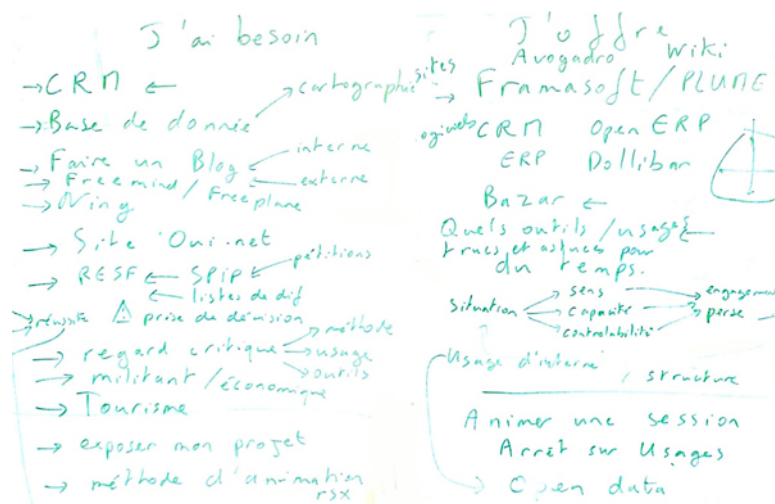 J'ai besoin
→ CRM ←
→ Base de donnée → cartographie
→ Faire un Blog ← interne
← externe
→ Freemind / Freeplane
→ Ning
→ Site Oui.net
→ RESF ← SPIP ← pétitions
← listes de dif
→ réussite ⚠ prise de décision
→ regard critique → méthode
→ usage
→ outils
→ militant / économique
→ Tourisme
→ exposer mon projet
→ méthode d'animation
rsx
J'offre
Avogadro Wiki
sites → Framasoft / PLUME
logiciels CRM Open ERP
ERP Dollibar
Bazar ←
Quels outils / usages ←
trucs et astuces pour
du temps.
situation → sens → engagement
→ capacité → perse
→ controlabilité
Usage d'interne
/ structure
Animer une session
Arrêt sur Usages
→ Open data